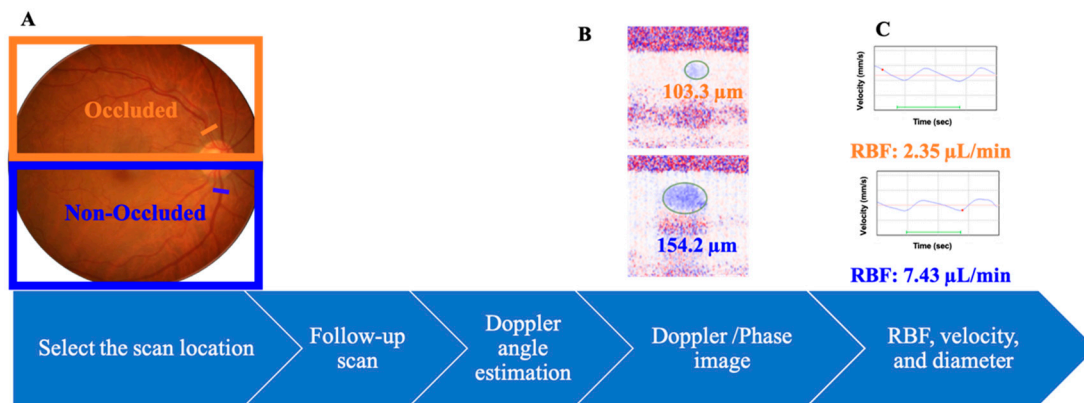 A
Occluded
Non-Occluded
B
103.3 µm
154.2 µm
C
Velocity (mm/s)
Time (sec)
RBF: 2.35 µL/min
Velocity (mm/s)
Time (sec)
RBF: 7.43 µL/min
Select the scan location
Follow-up
scan
Doppler
angle
estimation
Doppler /Phase
image
RBF, velocity,
and diameter